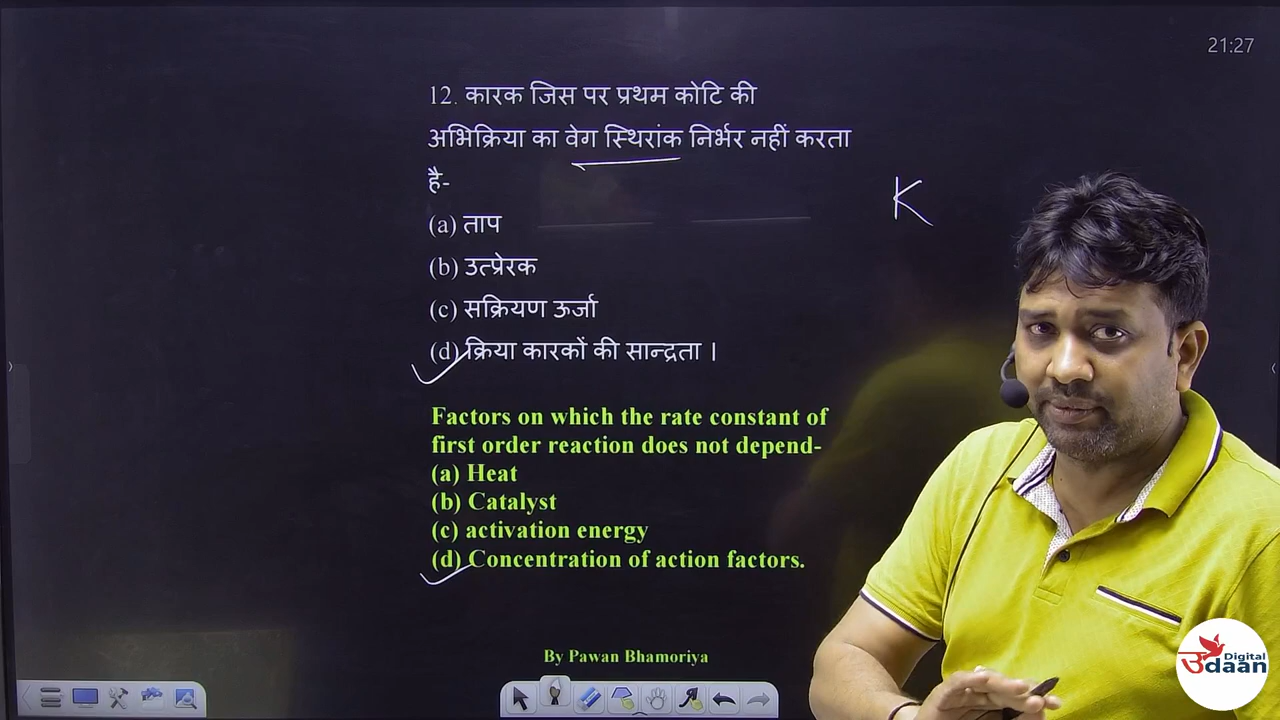 21:27
12. कारक जिस पर प्रथम कोटि की
अभिक्रिया का वेग स्थिरांक निर्भर नहीं करता
है-
(a) ताप
(b) उत्प्रेरक
(c) सक्रियण ऊर्जा
(d) क्रिया कारकों की सान्द्रता ।
K
Factors on which the rate constant of
first order reaction does not depend-
(a) Heat
(b) Catalyst
(c) activation energy
(d) Concentration of action factors.
By Pawan Bhamoriya
Digital
उdaan